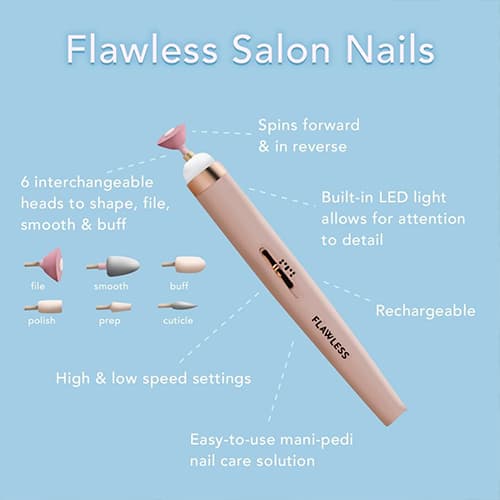 Flawless Salon Nails
Spins forward
& in reverse
6 interchangeable
heads to shape, file,
smooth & buff
Built-in LED light
allows for attention
to detail
file
smooth
buff
polish
prep
cuticle
Rechargeable
FLAWLESS
High & low speed settings
Easy-to-use mani-pedi
nail care solution